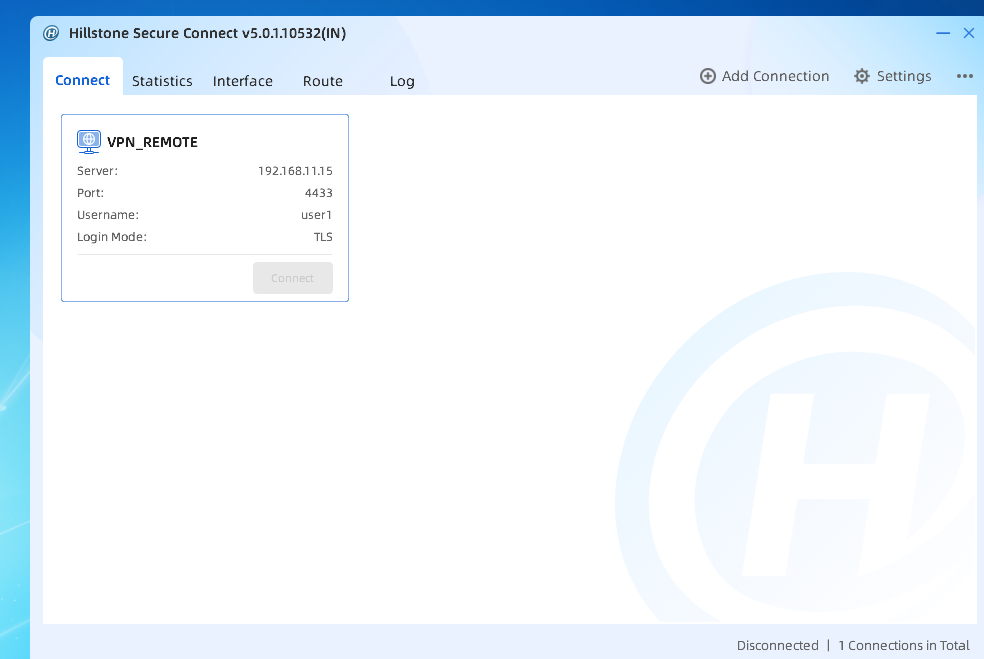 Hillstone Secure Connect v5.0.1.10532(IN)
Connect Statistics Interface Route Log Add Connection Settings
VPN_REMOTE
Server: 192.168.11.15
Port: 4433
Username: user1
Login Mode: TLS
Connect
Disconnected | 1 Connections in Total